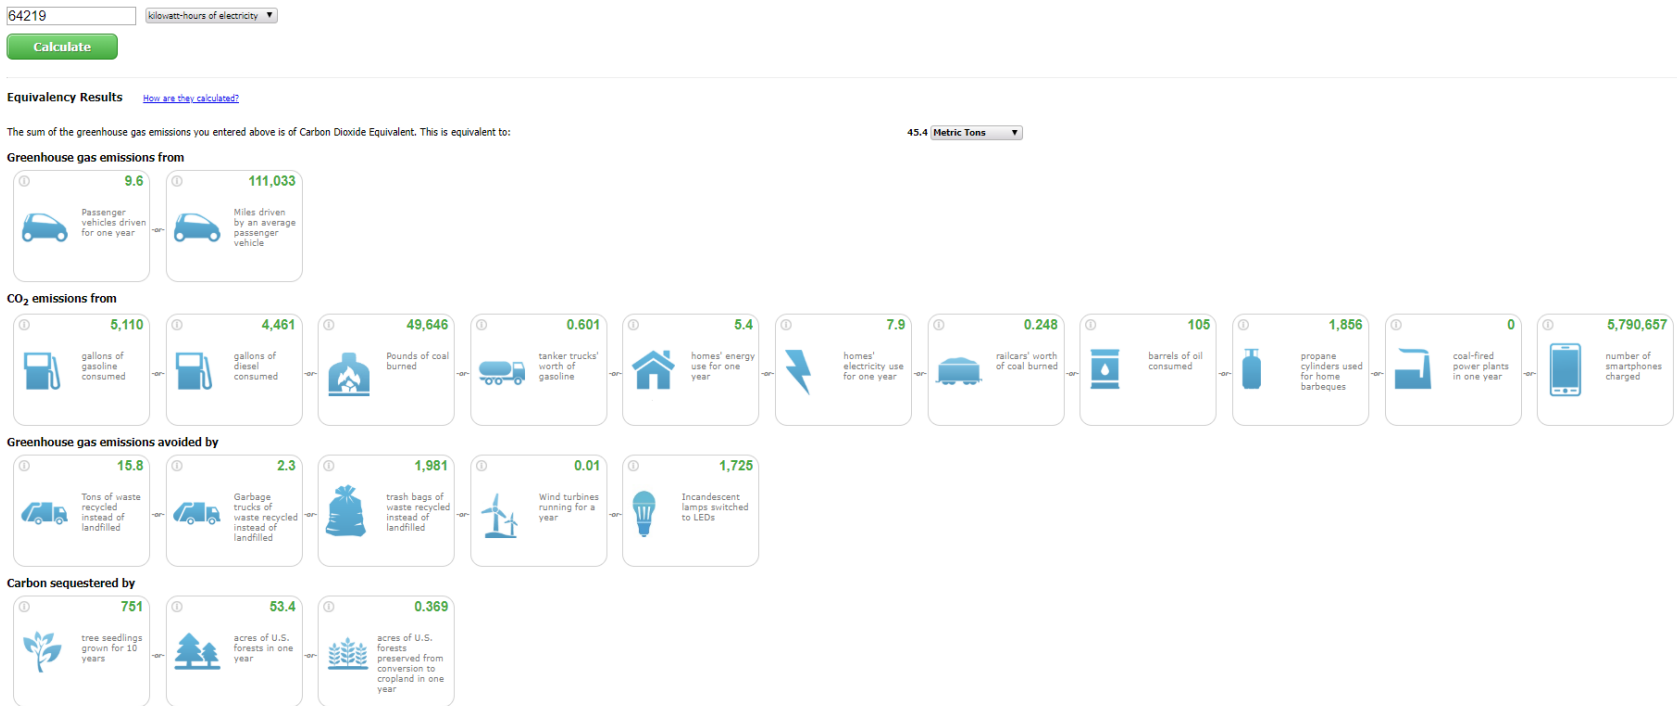 64219 kilowatt-hours of electricity
Calculate
Equivalency Results How are they calculated?
The sum of the greenhouse gas emissions you entered above is of Carbon Dioxide Equivalent. This is equivalent to: 45.4 Metric Tons
Greenhouse gas emissions from
9.6
Passenger
vehicles driven
for one year
-or-
111,033
Miles driven
by an average
passenger
vehicle
CO2 emissions from
5,110
gallons of
gasoline
consumed
-or-
4,461
gallons of
diesel
consumed
-or-
49,646
Pounds of coal
burned
-or-
0.601
tanker trucks'
worth of
gasoline
-or-
5.4
homes' energy
use for one
year
-or-
7.9
homes'
electricity use
for one year
-or-
0.248
railcars' worth
of coal burned
-or-
105
barrels of oil
consumed
-or-
1,856
propane
cylinders used
for home
barbeques
-or-
0
coal-fired
power plants
in one year
-or-
5,790,657
number of
smartphones
charged
Greenhouse gas emissions avoided by
15.8
Tons of waste
recycled
instead of
landfilled
-or-
2.3
Garbage
trucks of
waste recycled
instead of
landfilled
-or-
1,981
trash bags of
waste recycled
instead of
landfilled
-or-
0.01
Wind turbines
running for a
year
-or-
1,725
Incandescent
lamps switched
to LEDs
Carbon sequestered by
751
tree seedlings
grown for 10
years
-or-
53.4
acres of U.S.
forests in one
year
-or-
0.369
acres of U.S.
forests
preserved from
conversion to
cropland in one
year